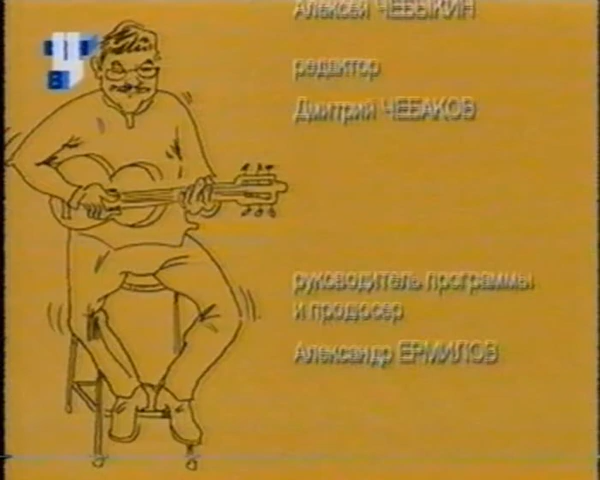 Алексей ЧЕБЫКИН
редактор
Дмитрий ЧЕБАКОВ
руководитель программы
и продюсер
Александр ЕРМИЛОВ